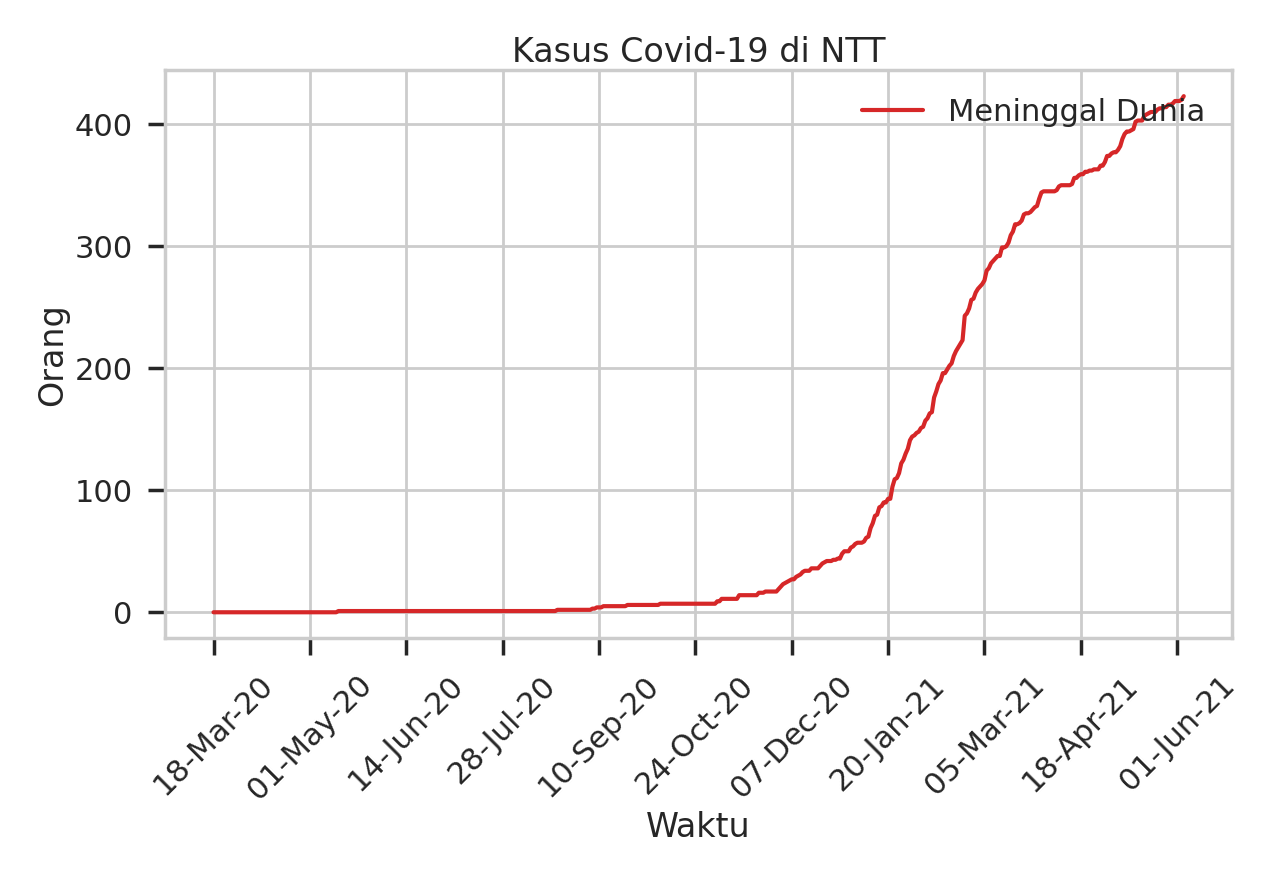 Kasus Covid-19 di NTT
Meninggal Dunia
Orang
400
300
200
100
0
18-Mar-20
01-May-20
14-Jun-20
28-Jul-20
10-Sep-20
24-Oct-20
07-Dec-20
20-Jan-21
05-Mar-21
18-Apr-21
01-Jun-21
Waktu